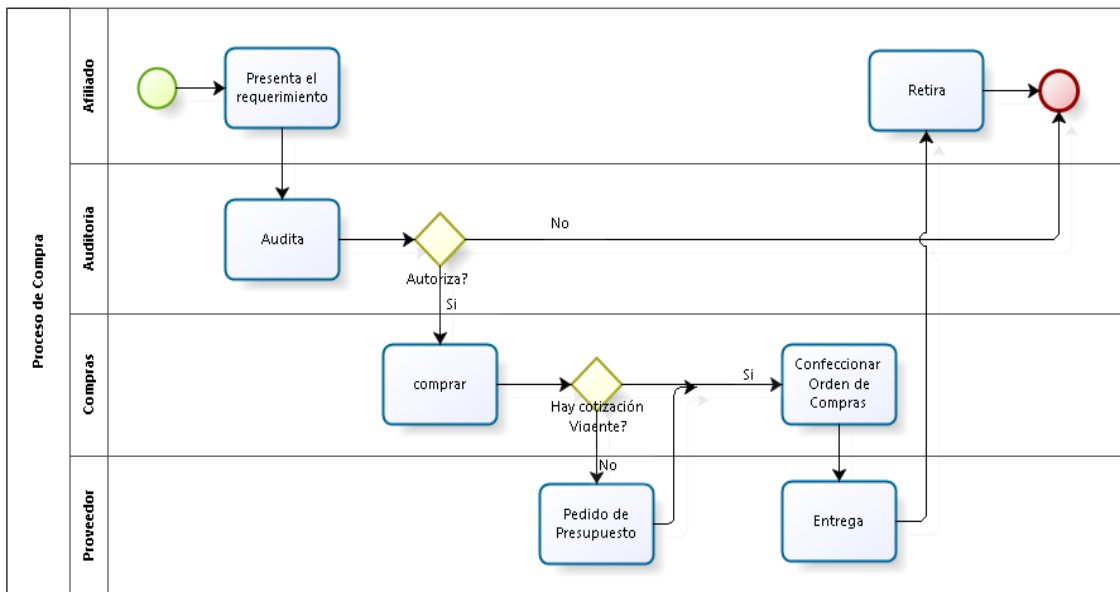 Proceso de Compra
Afiliado
Presenta el
requerimiento
Retira
Auditoria
Audita
Autoriza?
No
Si
Compras
comprar
Hay cotización
Vigente?
Si
Confeccionar
Orden de
Compras
No
Proveedor
Pedido de
Presupuesto
Entrega